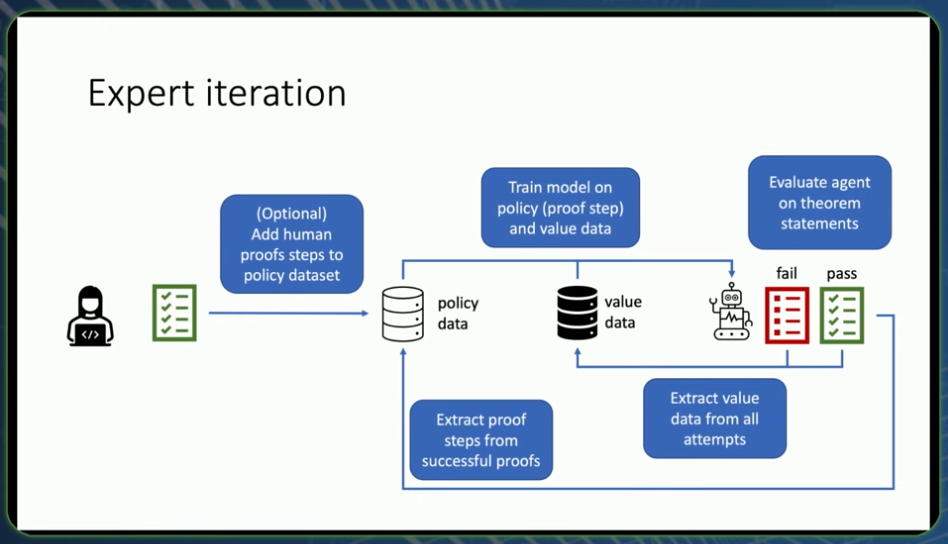 Expert iteration
(Optional)
Add human
proofs steps to
policy dataset
Train model on
policy (proof step)
and value data
Evaluate agent
on theorem
statements
fail
pass
policy
data
value
data
</>
Extract proof
steps from
successful proofs
Extract value
data from all
attempts